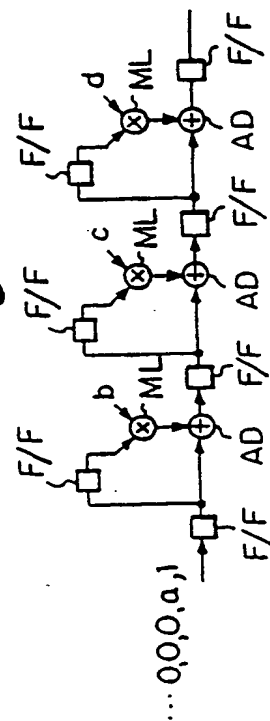 F/F F/F F/F
b c d
ML ML ML
... 0,0,0,a,1
F/F AD F/F AD F/F AD F/F